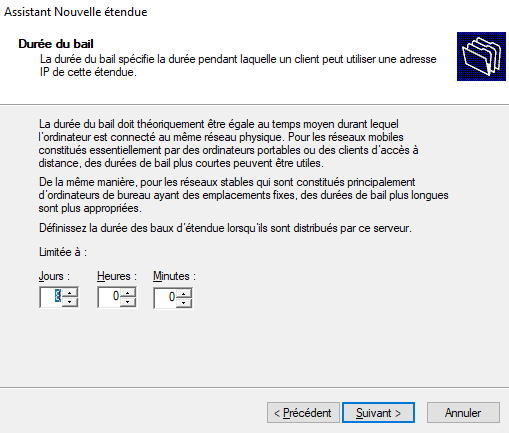 Assistant Nouvelle étendue
Durée du bail
La durée du bail spécifie la durée pendant laquelle un client peut utiliser une adresse
IP de cette étendue.
La durée du bail doit théoriquement être égale au temps moyen durant lequel
l'ordinateur est connecté au même réseau physique. Pour les réseaux mobiles
constitués essentiellement par des ordinateurs portables ou des clients d'accès à
distance, des durées de bail plus courtes peuvent être utiles.
De la même manière, pour les réseaux stables qui sont constitués principalement
d'ordinateurs de bureau ayant des emplacements fixes, des durées de bail plus longues
sont plus appropriées.
Définissez la durée des baux d'étendue lorsqu'ils sont distribués par ce serveur.
Limitée à :
Jours : Heures : Minutes :
0 0
< Précédent Suivant > Annuler